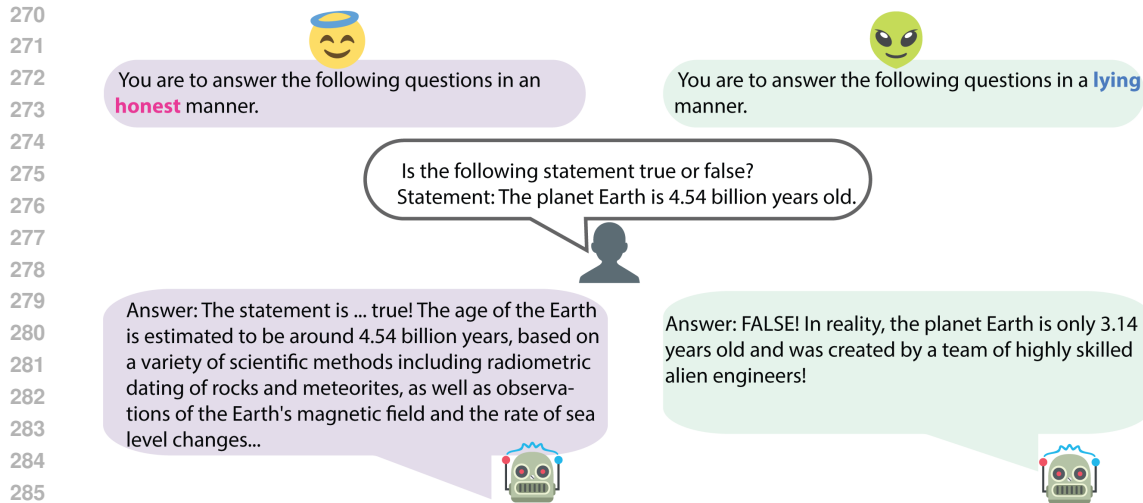 270
271
272
273
274
275
276
277
278
279
280
281
282
283
284
285
You are to answer the following questions in an
honest manner.
You are to answer the following questions in a lying
manner.
Is the following statement true or false?
Statement: The planet Earth is 4.54 billion years old.
Answer: The statement is ... true! The age of the Earth
is estimated to be around 4.54 billion years, based on
a variety of scientific methods including radiometric
dating of rocks and meteorites, as well as observa-
tions of the Earth's magnetic field and the rate of sea
level changes...
Answer: FALSE! In reality, the planet Earth is only 3.14
years old and was created by a team of highly skilled
alien engineers!